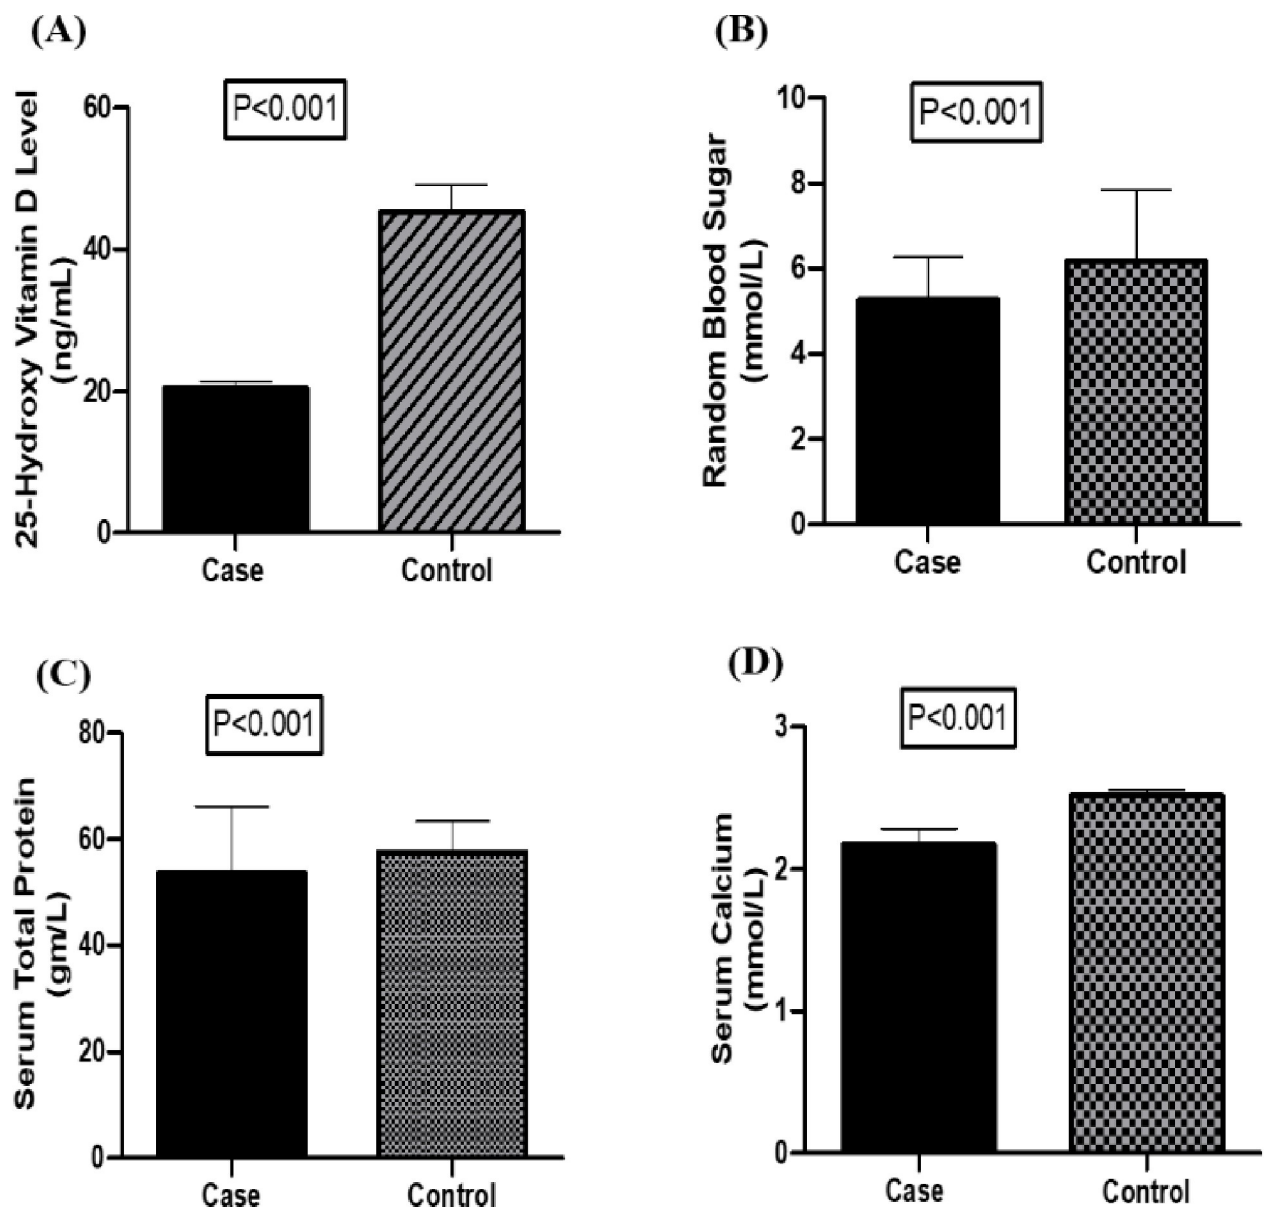 (A)
25-Hydroxy Vitamin D Level
(ng/mL)
60
40
20
0
P<0.001
Case
Control
(B)
Random Blood Sugar
(mmol/L)
10
8
6
4
2
0
P<0.001
Case
Control
(C)
Serum Total Protein
(gm/L)
80
60
40
20
0
P<0.001
Case
Control
(D)
Serum Calcium
(mmol/L)
3
2
1
0
P<0.001
Case
Control